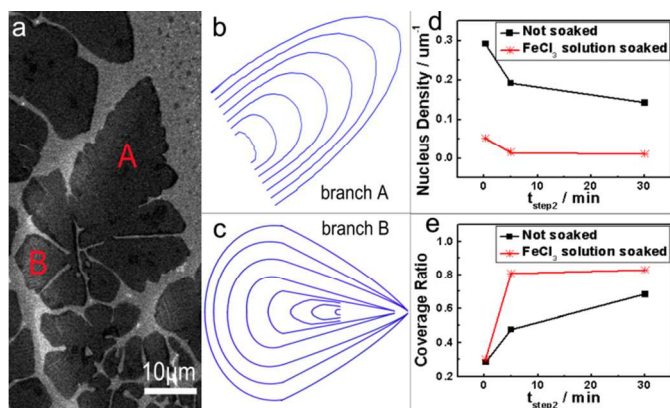 a
A
B
10μm
b
branch A
c
branch B
d
Not soaked
FeCl₃ solution soaked
Nucleus Density / um⁻¹
0.3
0.2
0.1
0.0
0 10 20 30
t_step2 / min
e
Not soaked
FeCl₃ solution soaked
Coverage Ratio
1.0
0.8
0.6
0.4
0.2
0 10 20 30
t_step2 / min